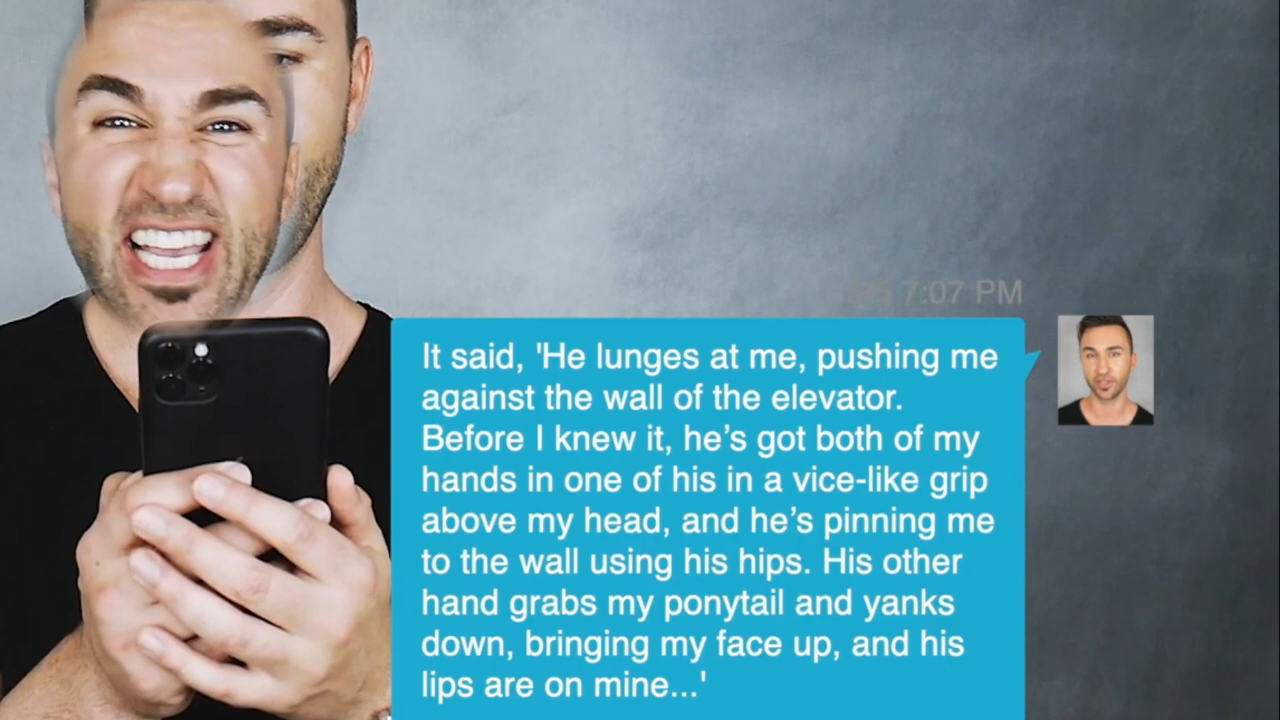 7:07 PM
It said, 'He lunges at me, pushing me
against the wall of the elevator.
Before I knew it, he’s got both of my
hands in one of his in a vice-like grip
above my head, and he’s pinning me
to the wall using his hips. His other
hand grabs my ponytail and yanks
down, bringing my face up, and his
lips are on mine...'